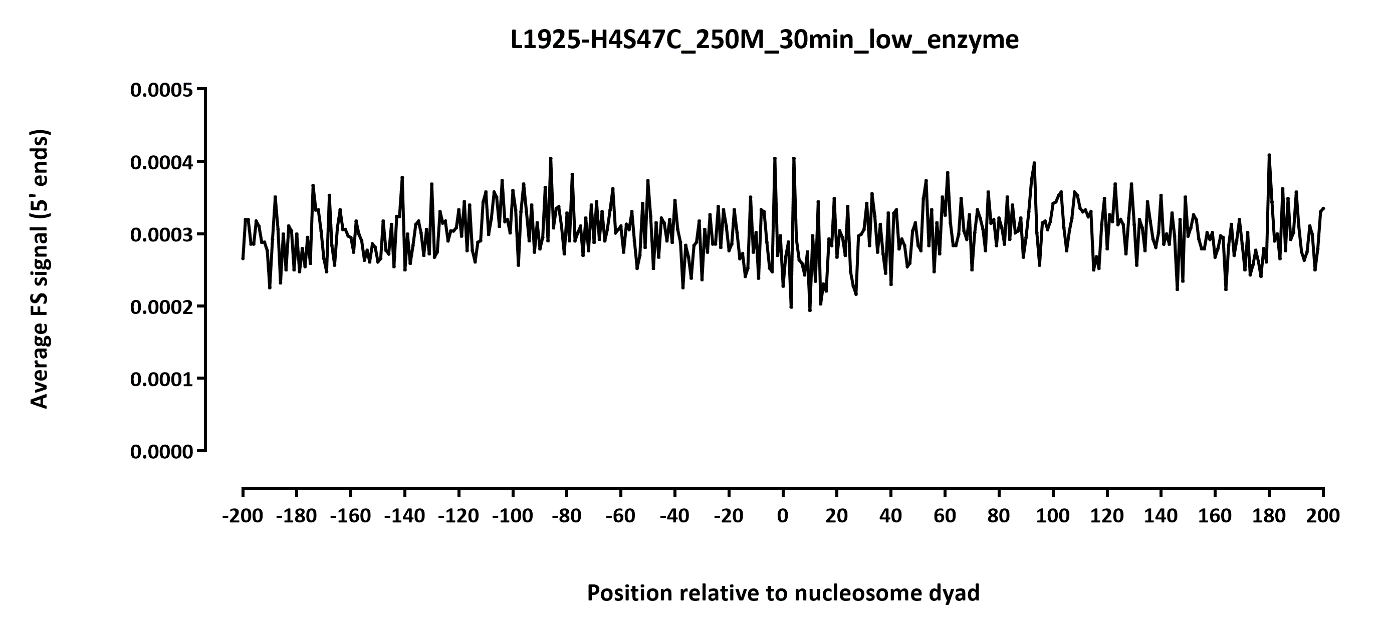 L1925-H4S47C_250M_30min_low_enzyme
Average FS signal (5' ends)
0.0005
0.0004
0.0003
0.0002
0.0001
0.0000
-200 -180 -160 -140 -120 -100 -80 -60 -40 -20 0 20 40 60 80 100 120 140 160 180 200
Position relative to nucleosome dyad